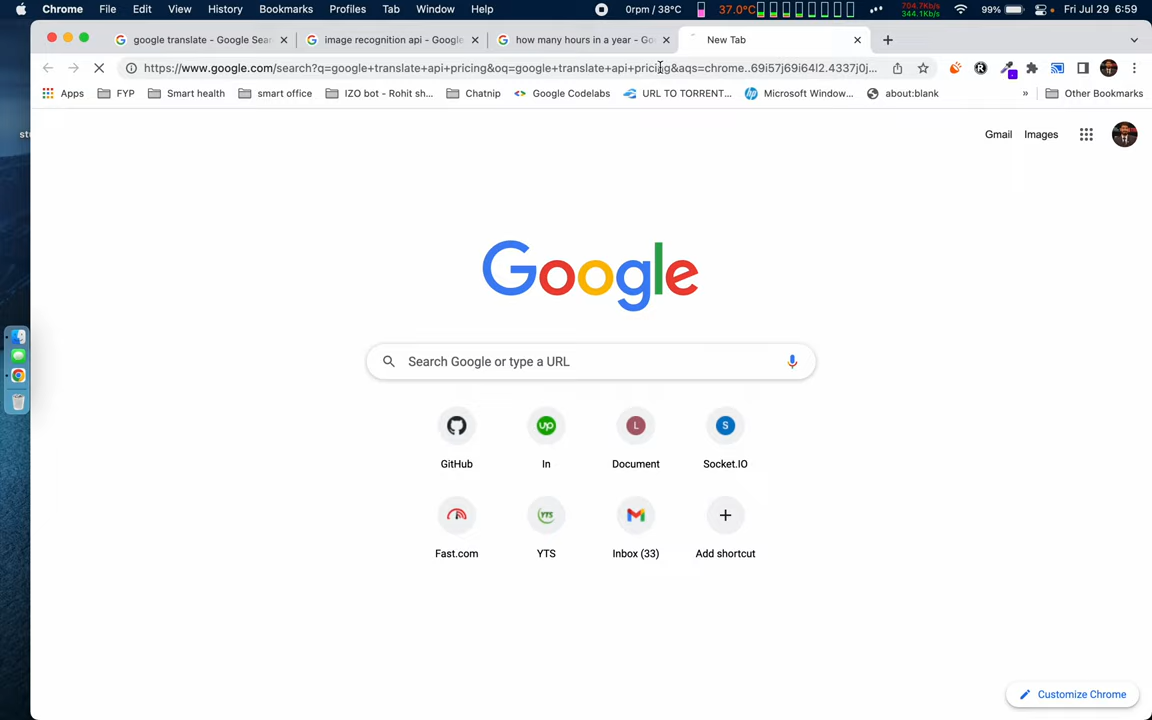 Chrome File Edit View History Bookmarks Profiles Tab Window Help 0rpm / 38°C 37.0°C 704.7Kb/s 344.1Kb/s 99% Fri Jul 29 6:59
google translate - Google Sear image recognition api - Google how many hours in a year - Go New Tab
https://www.google.com/search?q=google+translate+api+pricing&oq=google+translate+api+pricing&aqs=chrome..69i57j69i64l2.4337j0j...
Apps FYP Smart health smart office IZO bot - Rohit sh... Chatnip Google Codelabs URL TO TORRENT... Microsoft Window... about:blank » Other Bookmarks
Gmail Images
Google
Search Google or type a URL
GitHub In Document Socket.IO
Fast.com YTS Inbox (33) Add shortcut
Customize Chrome